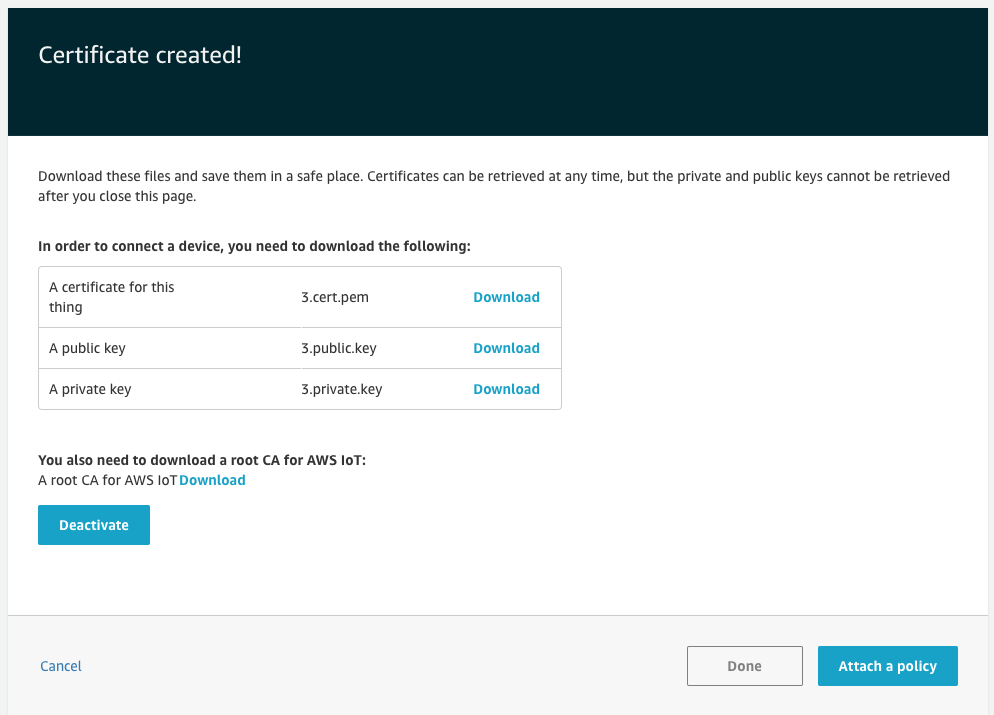 Certificate created!
Download these files and save them in a safe place. Certificates can be retrieved at any time, but the private and public keys cannot be retrieved
after you close this page.
In order to connect a device, you need to download the following:
A certificate for this
thing
3.cert.pem
Download
A public key
3.public.key
Download
A private key
3.private.key
Download
You also need to download a root CA for AWS IoT:
A root CA for AWS IoT Download
Deactivate
Cancel
Done
Attach a policy